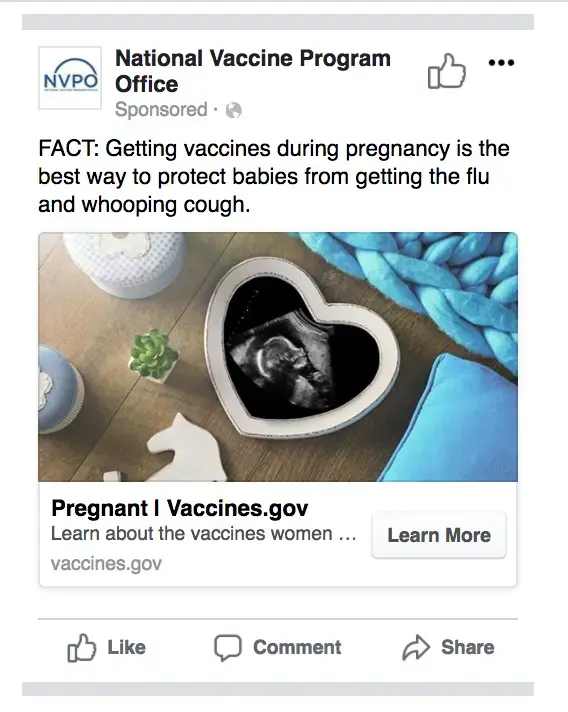 National Vaccine Program
Office
NVPO
Sponsored ·
FACT: Getting vaccines during pregnancy is the
best way to protect babies from getting the flu
and whooping cough.
Pregnant I Vaccines.gov
Learn about the vaccines women ...
Learn More
vaccines.gov
Like
Comment
Share